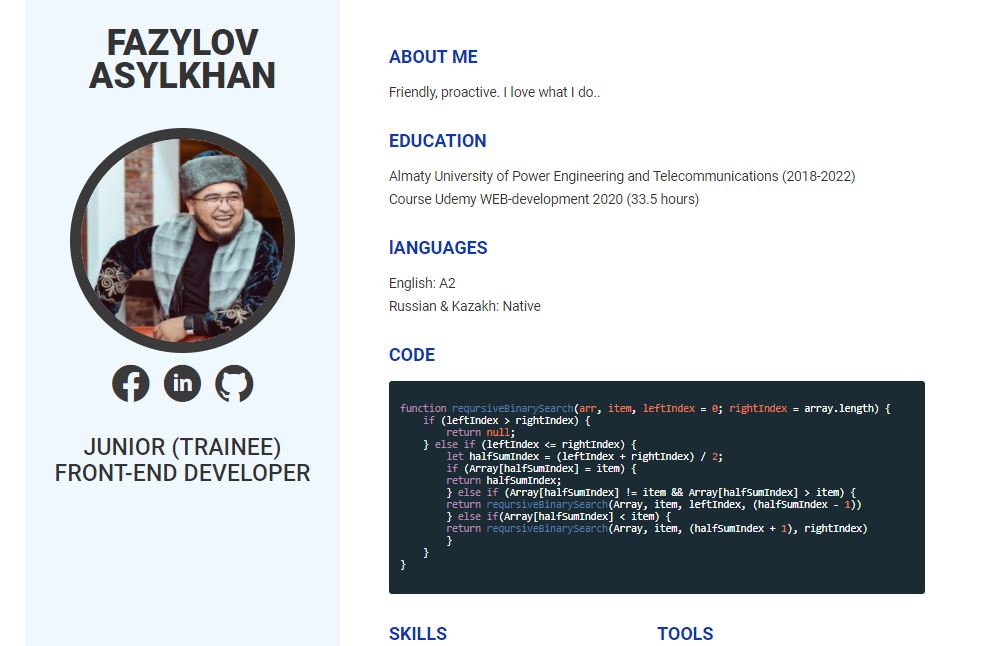 FAZYLOV
ASYLKHAN
in
JUNIOR (TRAINEE)
FRONT-END DEVELOPER
ABOUT ME
Friendly, proactive. I love what I do..
EDUCATION
Almaty University of Power Engineering and Telecommunications (2018-2022)
Course Udemy WEB-development 2020 (33.5 hours)
lANGUAGES
English: A2
Russian & Kazakh: Native
CODE
function reqursiveBinarySearch(arr, item, leftIndex = 0; rightIndex = array.length) {
if (leftIndex > rightIndex) {
return null;
} else if (leftIndex <= rightIndex) {
let halfSumIndex = (leftIndex + rightIndex) / 2;
if (Array[halfSumIndex] = item) {
return halfSumIndex;
} else if (Array[halfSumIndex] != item && Array[halfSumIndex] > item) {
return reqursiveBinarySearch(Array, item, leftIndex, (halfSumIndex - 1))
} else if(Array[halfSumIndex] < item) {
return reqursiveBinarySearch(Array, item, (halfSumIndex + 1), rightIndex)
}
}
}
SKILLS
TOOLS